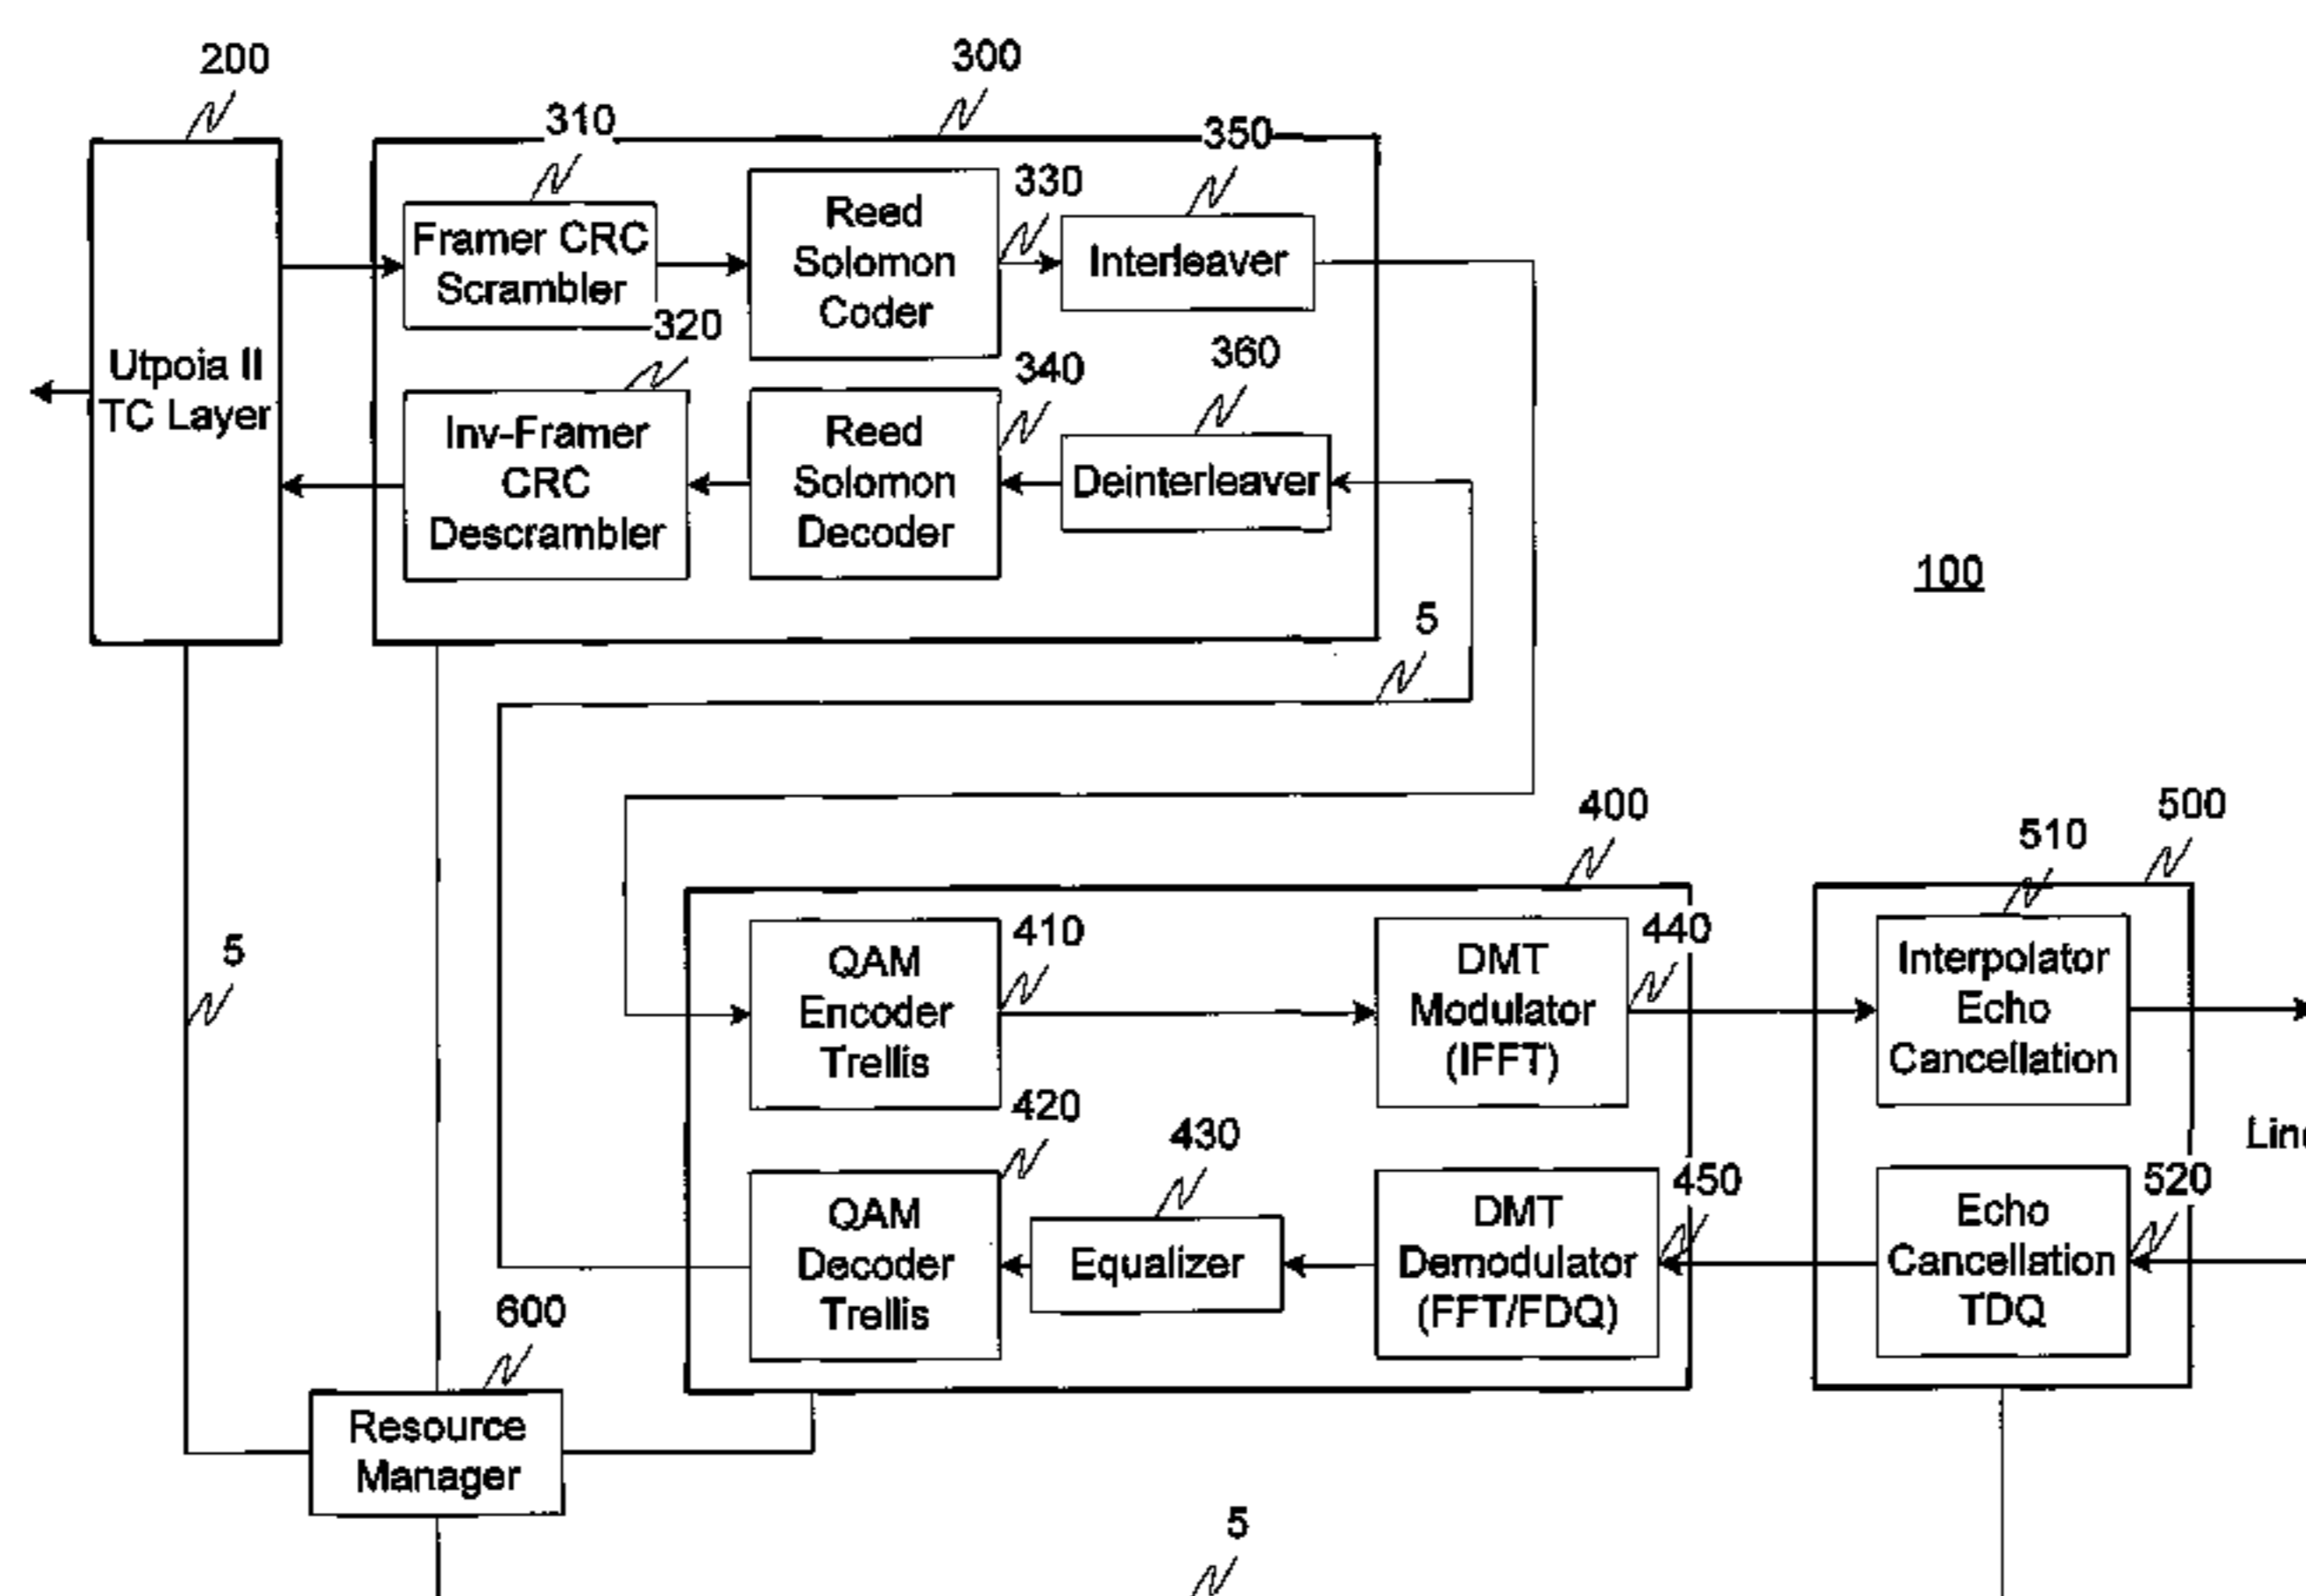 200
300
310
350
330
Framer CRC
Scrambler
Reed
Solomon
Coder
Interleaver
320
340
360
Utpoia II
TC Layer
Inv-Framer
CRC
Descrambler
Reed
Solomon
Decoder
Deinterleaver
100
5
400
500
510
5
410
440
QAM
Encoder
Trellis
DMT
Modulator
(IFFT)
Interpolator
Echo
Cancellation
420
430
450
520
QAM
Decoder
Trellis
Equalizer
DMT
Demodulator
(FFT/FDQ)
Echo
Cancellation
TDQ
600
Resource
Manager
5